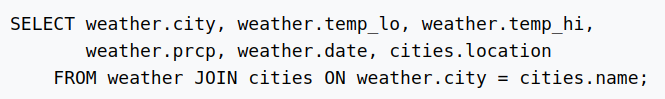 SELECT weather.city, weather.temp_lo, weather.temp_hi,
       weather.prcp, weather.date, cities.location
    FROM weather JOIN cities ON weather.city = cities.name;